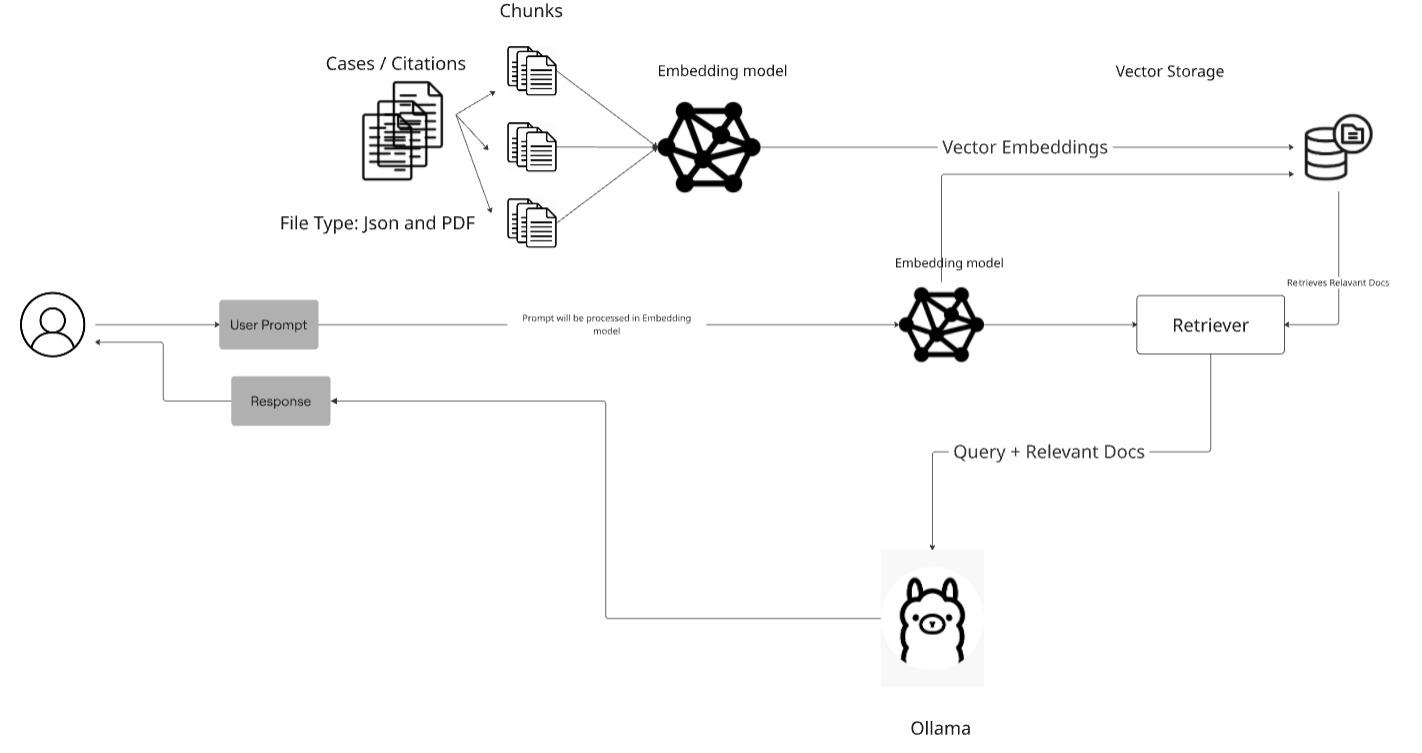 Chunks
Cases / Citations
Embedding model
Vector Storage
Vector Embeddings
File Type: Json and PDF
Embedding model
Retrieves Relavant Docs
User Prompt
Prompt will be processed in Embedding
model
Retriever
Response
Query + Relevant Docs
Ollama